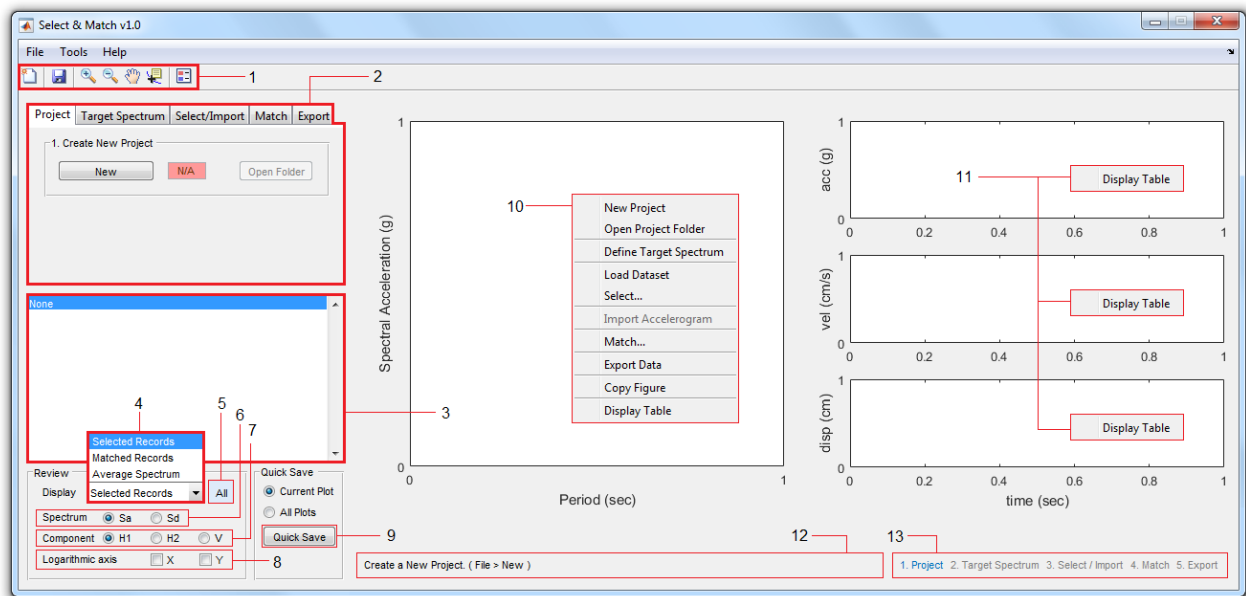 Select & Match v1.0
File Tools Help
1
2
Project Target Spectrum Select/Import Match Export
1. Create New Project
New N/A Open Folder
None
3
4
5
6
7
Selected Records
Matched Records
Average Spectrum
Review
Display Selected Records All
Spectrum Sa Sd
Component H1 H2 V
Logarithmic axis X Y
8
Quick Save
Current Plot
All Plots
Quick Save
9
1
0
0 1
Spectral Acceleration (g)
Period (sec)
10
New Project
Open Project Folder
Define Target Spectrum
Load Dataset
Select...
Import Accelerogram
Match...
Export Data
Copy Figure
Display Table
11
1
acc (g)
Display Table
0
0 0.2 0.4 0.6 0.8 1
1
vel (cm/s)
Display Table
0
0 0.2 0.4 0.6 0.8 1
1
disp (cm)
Display Table
0
0 0.2 0.4 0.6 0.8 1
time (sec)
12
Create a New Project. ( File > New )
13
1. Project 2. Target Spectrum 3. Select / Import 4. Match 5. Export